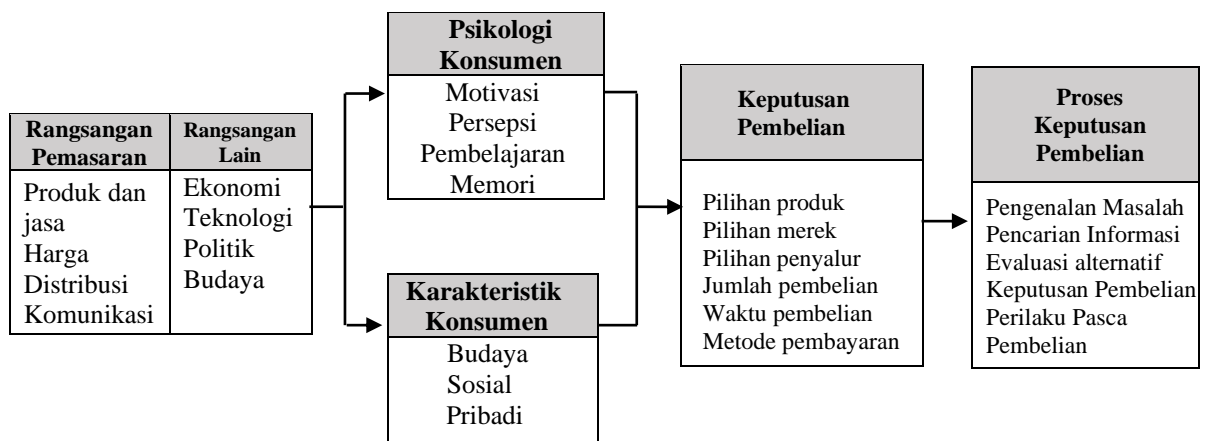 Rangsangan
Pemasaran
Produk dan
jasa
Harga
Distribusi
Komunikasi
Rangsangan
Lain
Ekonomi
Teknologi
Politik
Budaya
Psikologi
Konsumen
Motivasi
Persepsi
Pembelajaran
Memori
Karakteristik
Konsumen
Budaya
Sosial
Pribadi
Keputusan
Pembelian
Pilihan produk
Pilihan merek
Pilihan penyalur
Jumlah pembelian
Waktu pembelian
Metode pembayaran
Proses
Keputusan
Pembelian
Pengenalan Masalah
Pencarian Informasi
Evaluasi alternatif
Keputusan Pembelian
Perilaku Pasca
Pembelian